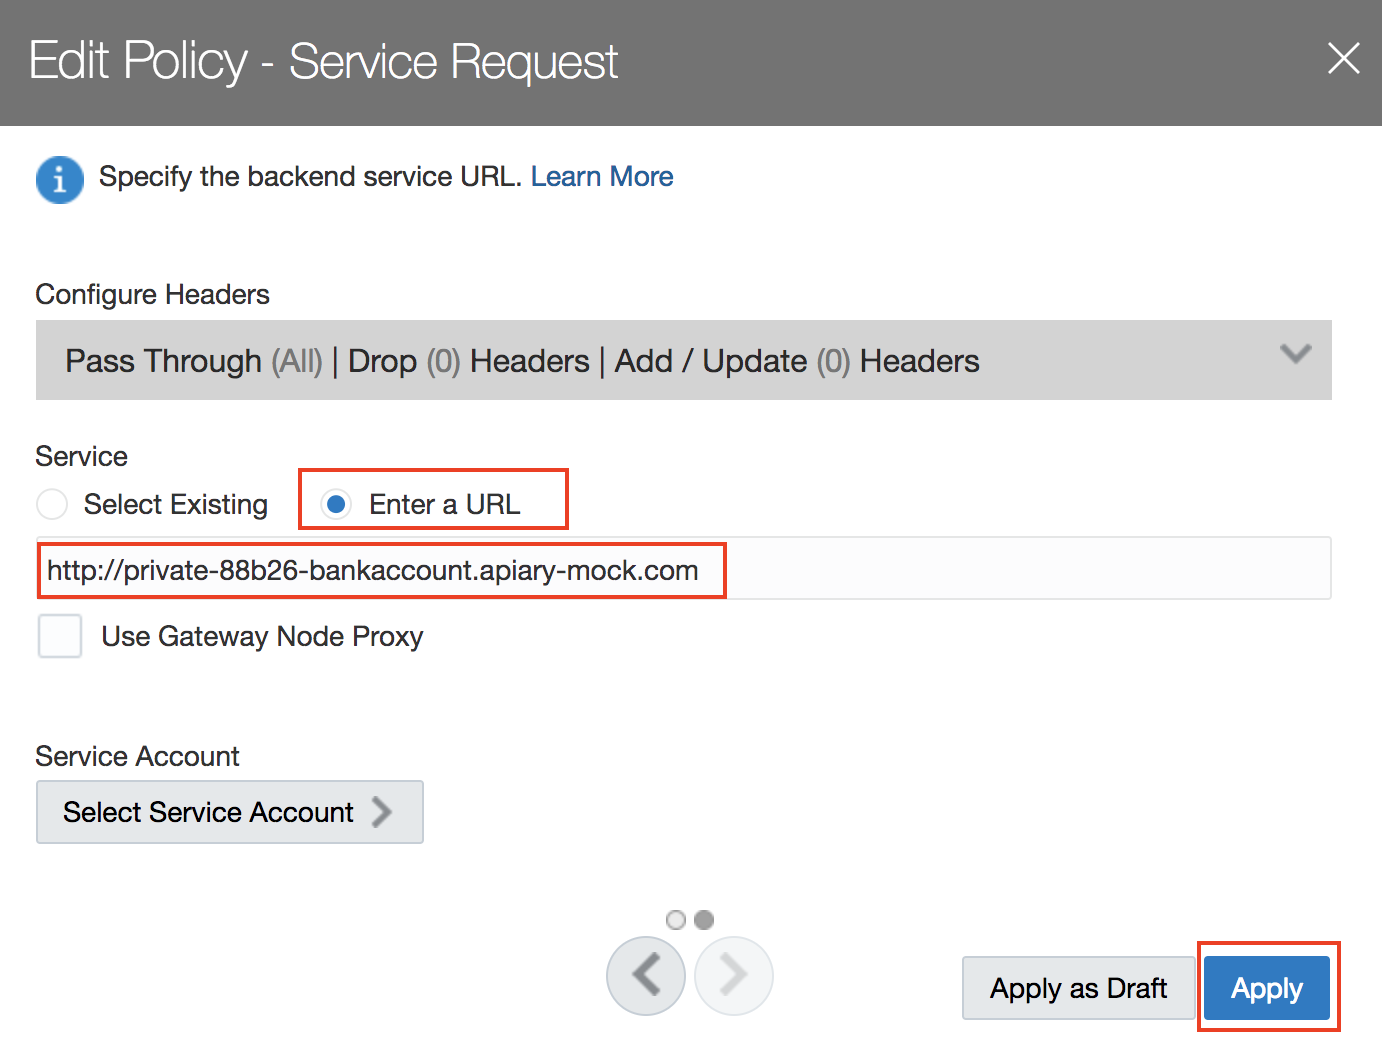 Edit Policy - Service Request
Specify the backend service URL. Learn More
Configure Headers
Pass Through (All) | Drop (0) Headers | Add / Update (0) Headers
Service
Select Existing
Enter a URL
http://private-88b26-bankaccount.apiary-mock.com
Use Gateway Node Proxy
Service Account
Select Service Account
Apply as Draft
Apply